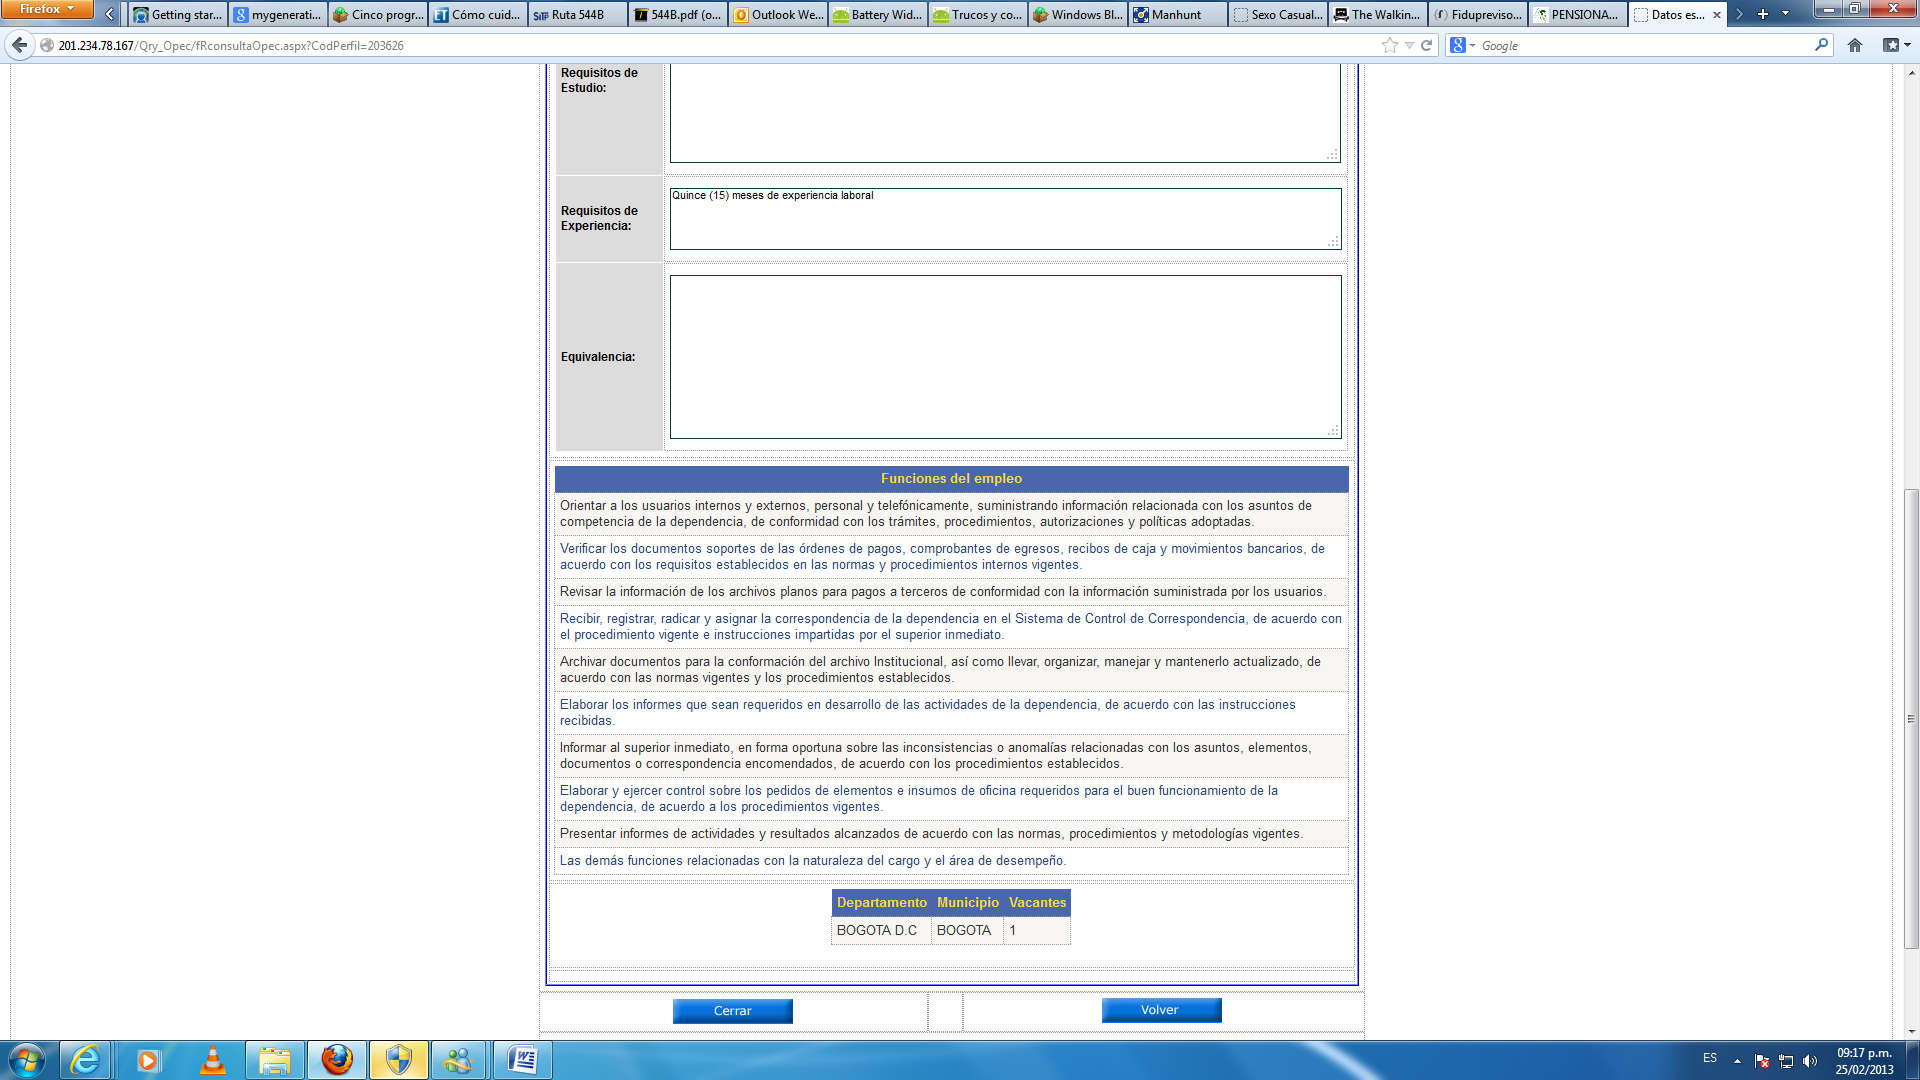 Firefox
Getting star...
mygenerati...
Cinco progr...
Cómo cuid...
Ruta 544B
544B.pdf (o...
Outlook We...
Battery Wid...
Trucos y co...
Windows Bl...
Manhunt
Sexo Casual...
The Walkin...
Fiduprevisо...
PENSIONA...
Datos es...
201.234.78.167/Qry_Opec/fRconsultaOpec.aspx?CodPerfil=203626
Google
Requisitos de
Estudio:
Requisitos de
Experiencia:
Quince (15) meses de experiencia laboral
Equivalencia:
Funciones del empleo
Orientar a los usuarios internos y externos, personal y telefónicamente, suministrando información relacionada con los asuntos de
competencia de la dependencia, de conformidad con los trámites, procedimientos, autorizaciones y políticas adoptadas.
Verificar los documentos soportes de las órdenes de pagos, comprobantes de egresos, recibos de caja y movimientos bancarios, de
acuerdo con los requisitos establecidos en las normas y procedimientos internos vigentes.
Revisar la información de los archivos planos para pagos a terceros de conformidad con la información suministrada por los usuarios.
Recibir, registrar, radicar y asignar la correspondencia de la dependencia en el Sistema de Control de Correspondencia, de acuerdo con
el procedimiento vigente e instrucciones impartidas por el superior inmediato.
Archivar documentos para la conformación del archivo Institucional, así como llevar, organizar, manejar y mantenerlo actualizado, de
acuerdo con las normas vigentes y los procedimientos establecidos.
Elaborar los informes que sean requeridos en desarrollo de las actividades de la dependencia, de acuerdo con las instrucciones
recibidas.
Informar al superior inmediato, en forma oportuna sobre las inconsistencias o anomalías relacionadas con los asuntos, elementos,
documentos o correspondencia encomendados, de acuerdo con los procedimientos establecidos.
Elaborar y ejercer control sobre los pedidos de elementos e insumos de oficina requeridos para el buen funcionamiento de la
dependencia, de acuerdo a los procedimientos vigentes.
Presentar informes de actividades y resultados alcanzados de acuerdo con las normas, procedimientos y metodologías vigentes.
Las demás funciones relacionadas con la naturaleza del cargo y el área de desempeño.
Departamento Municipio Vacantes
BOGOTA D.C BOGOTA 1
Cerrar
Volver
ES
09:17 p.m.
25/02/2013